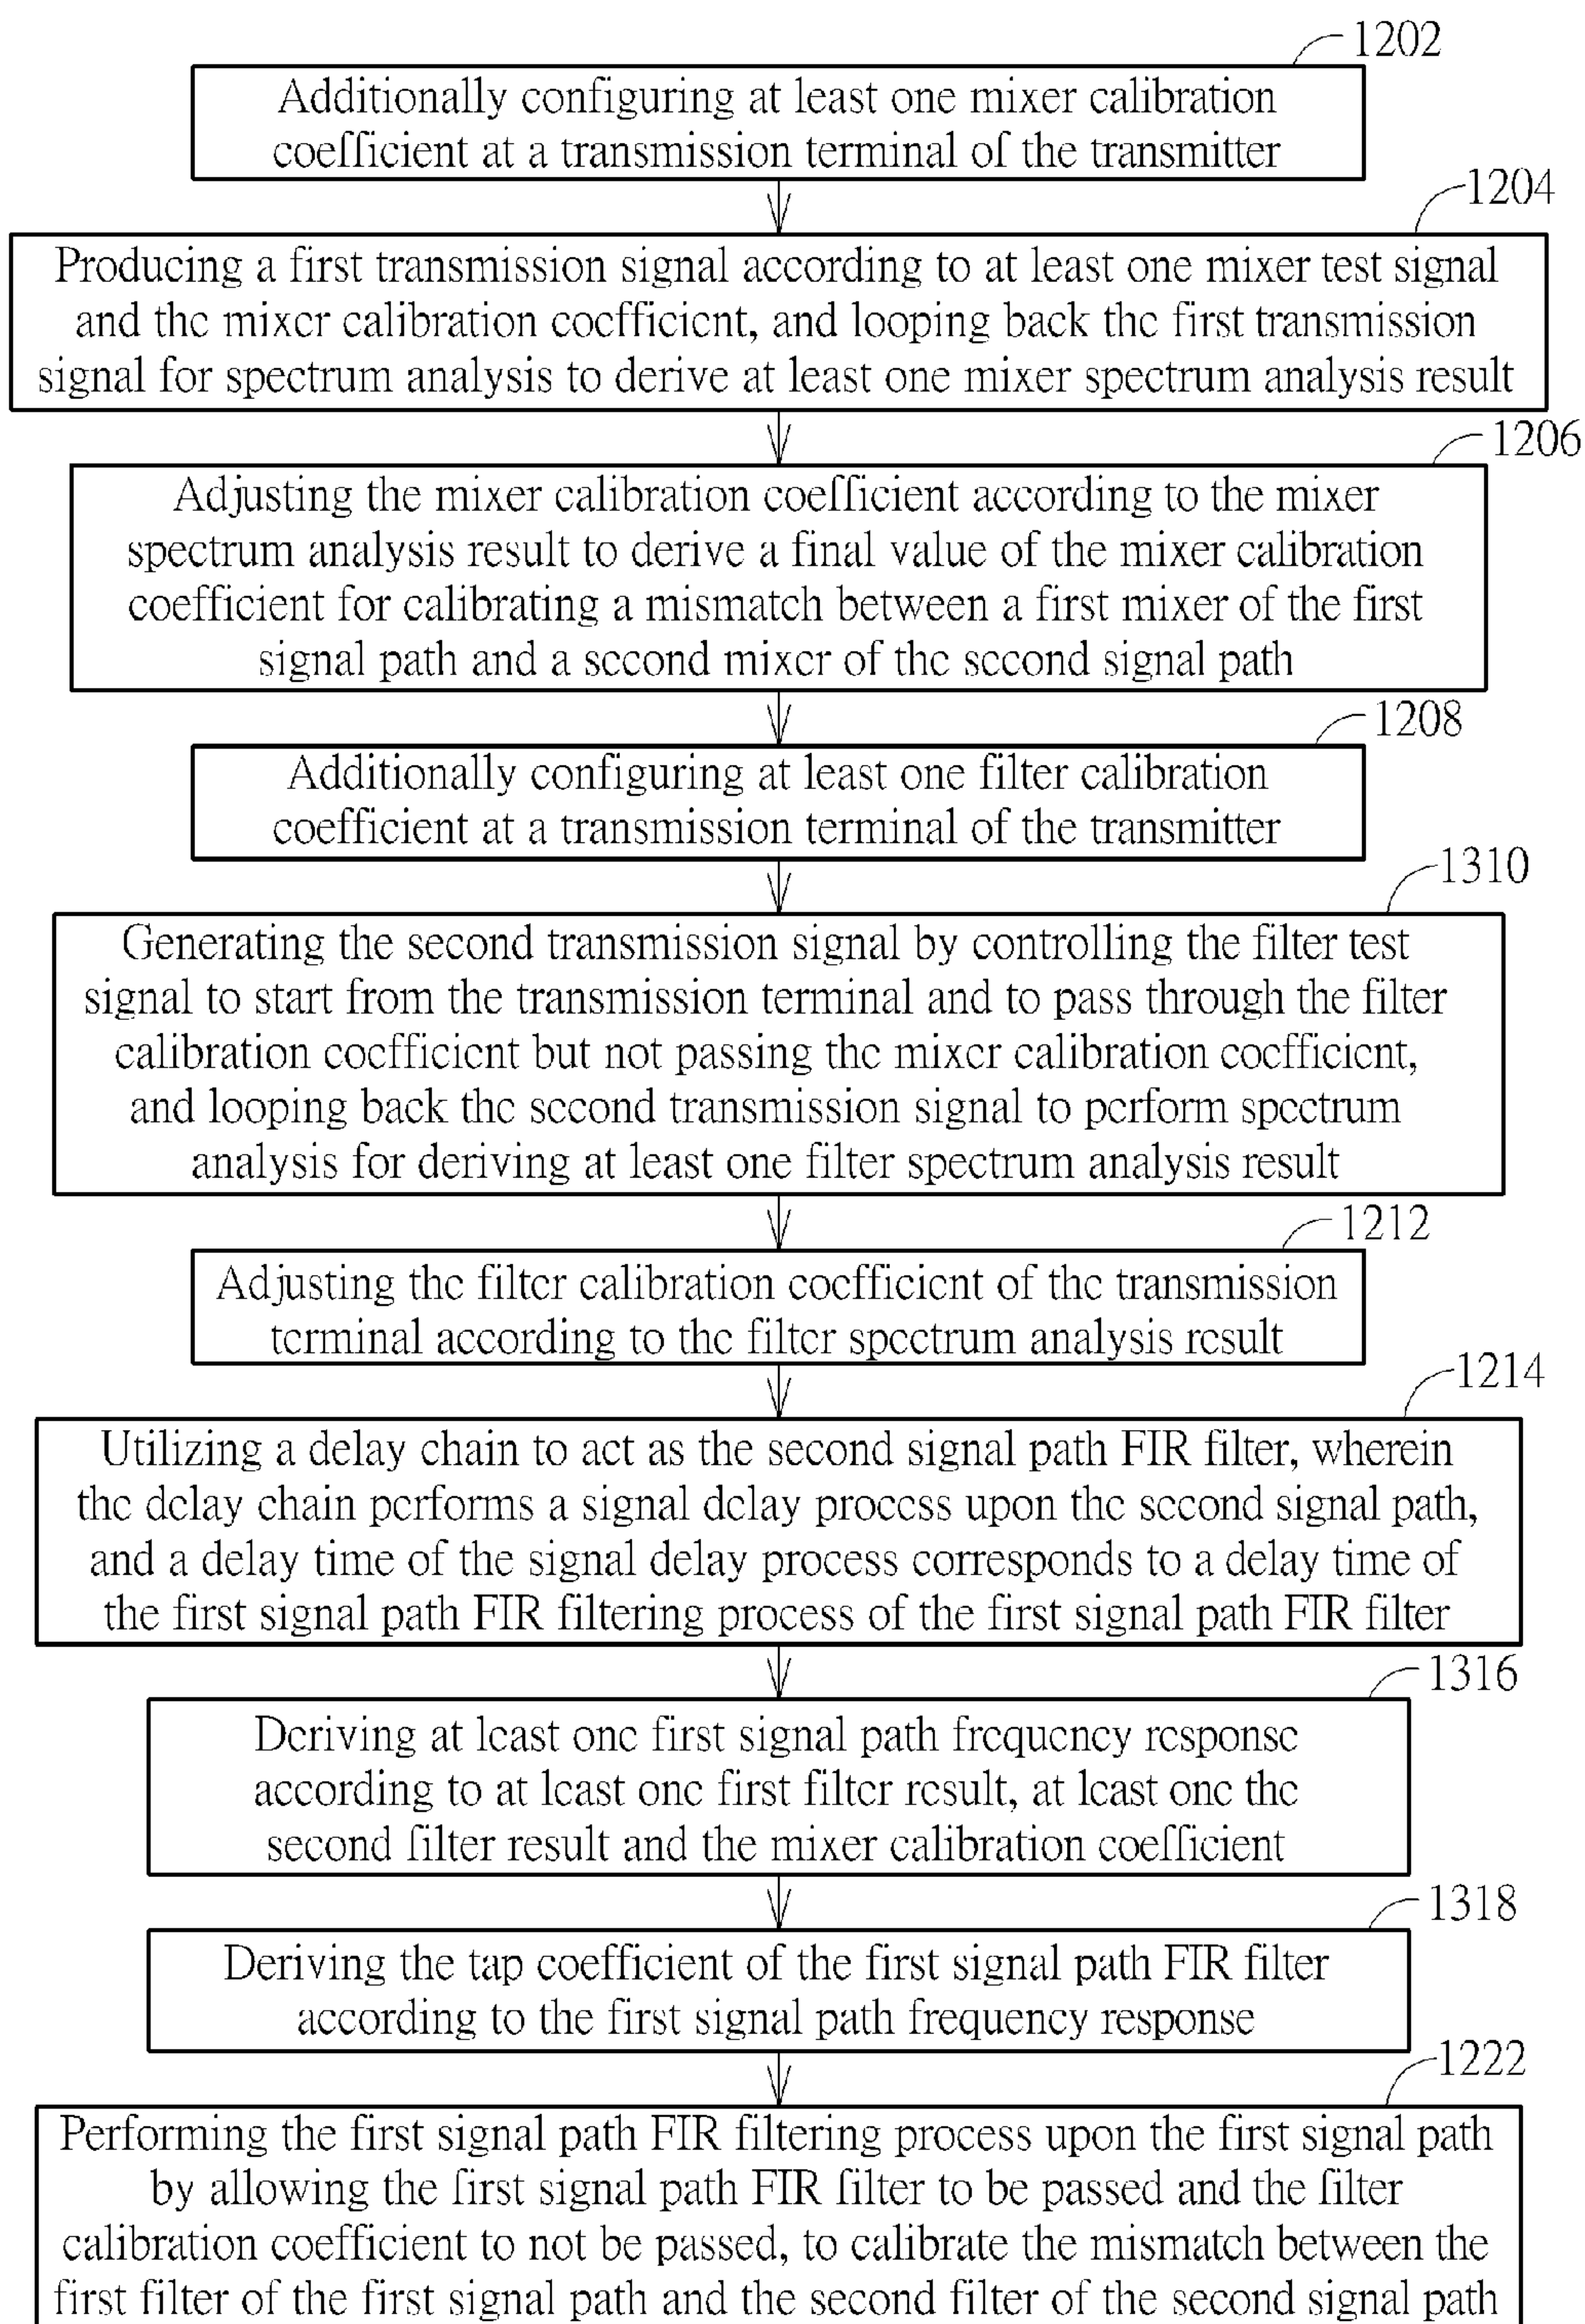 1202
Additionally configuring at least one mixer calibration
coefficient at a transmission terminal of the transmitter
1204
Producing a first transmission signal according to at least one mixer test signal
and the mixer calibration coefficient, and looping back the first transmission
signal for spectrum analysis to derive at least one mixer spectrum analysis result
1206
Adjusting the mixer calibration coefficient according to the mixer
spectrum analysis result to derive a final value of the mixer calibration
coefficient for calibrating a mismatch between a first mixer of the first
signal path and a second mixer of the second signal path
1208
Additionally configuring at least one filter calibration
coefficient at a transmission terminal of the transmitter
1310
Generating the second transmission signal by controlling the filter test
signal to start from the transmission terminal and to pass through the filter
calibration coefficient but not passing the mixer calibration coefficient,
and looping back the second transmission signal to perform spectrum
analysis for deriving at least one filter spectrum analysis result
1212
Adjusting the filter calibration coefficient of the transmission
terminal according to the filter spectrum analysis result
1214
Utilizing a delay chain to act as the second signal path FIR filter, wherein
the delay chain performs a signal delay process upon the second signal path,
and a delay time of the signal delay process corresponds to a delay time of
the first signal path FIR filtering process of the first signal path FIR filter
1316
Deriving at least one first signal path frequency response
according to at least one first filter result, at least one the
second filter result and the mixer calibration coefficient
1318
Deriving the tap coefficient of the first signal path FIR filter
according to the first signal path frequency response
1222
Performing the first signal path FIR filtering process upon the first signal path
by allowing the first signal path FIR filter to be passed and the filter
calibration coefficient to not be passed, to calibrate the mismatch between the
first filter of the first signal path and the second filter of the second signal path